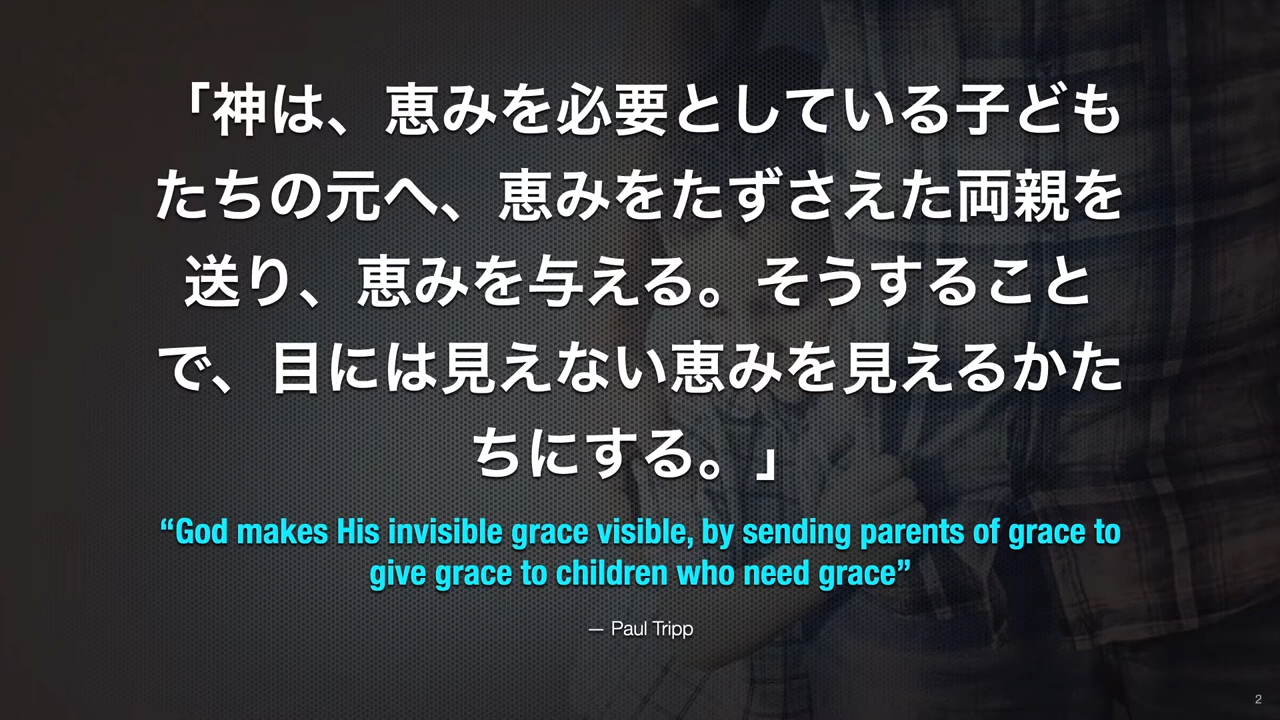 「神は、恵みを必要としている子ども
たちの元へ、恵みをたずさえた両親を
送り、恵みを与える。そうすること
で、目には見えない恵みを見えるかた
ちにする。」
“God makes His invisible grace visible, by sending parents of grace to
give grace to children who need grace”
— Paul Tripp
2